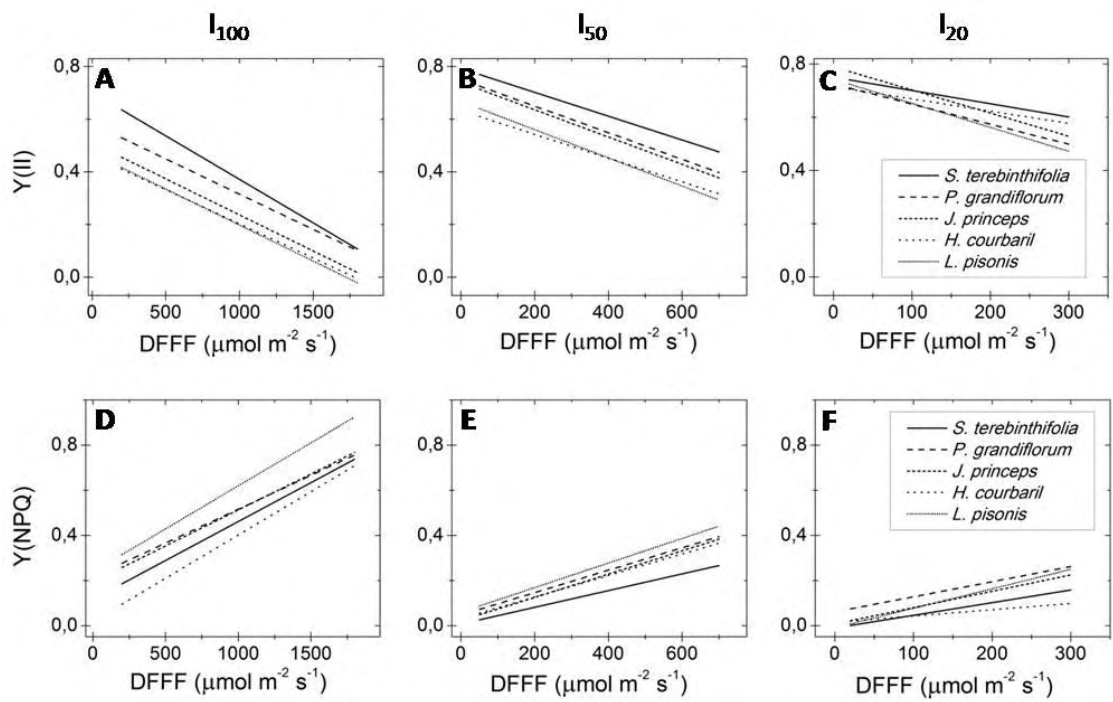 I₁₀₀
I₅₀
I₂₀
A
0,8
0,4
0,0
Y(II)
0
500
1000
1500
DFFF (μmol m⁻² s⁻¹)
B
0,8
0,4
0,0
0
200
400
600
DFFF (μmol m⁻² s⁻¹)
C
0,8
0,4
0,0
S. terebinthifolia
P. grandiflorum
J. princeps
H. courbaril
L. pisonis
0
100
200
300
DFFF (μmol m⁻² s⁻¹)
D
0,8
0,4
0,0
Y(NPQ)
0
500
1000
1500
DFFF (μmol m⁻² s⁻¹)
E
0,8
0,4
0,0
0
200
400
600
DFFF (μmol m⁻² s⁻¹)
F
0,8
0,4
0,0
S. terebinthifolia
P. grandiflorum
J. princeps
H. courbaril
L. pisonis
0
100
200
300
DFFF (μmol m⁻² s⁻¹)